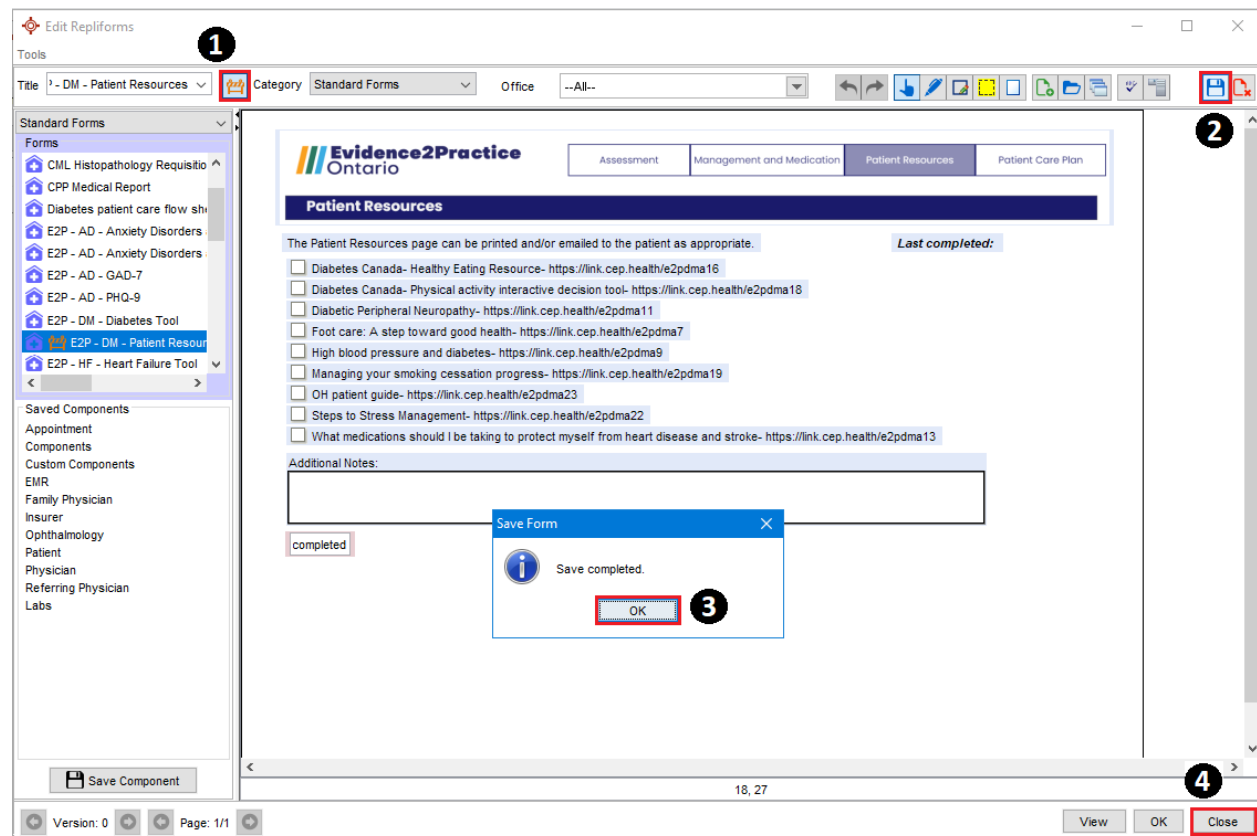 Edit Repliforms
1
Tools
Title - DM - Patient Resources Category Standard Forms Office --All--
2
Standard Forms
Forms
CML Histopathology Requisitio
CPP Medical Report
Diabetes patient care flow she
E2P - AD - Anxiety Disorders
E2P - AD - Anxiety Disorders
E2P - AD - GAD-7
E2P - AD - PHQ-9
E2P - DM - Diabetes Tool
E2P - DM - Patient Resour
E2P - HF - Heart Failure Tool
Saved Components
Appointment
Components
Custom Components
EMR
Family Physician
Insurer
Ophthalmology
Patient
Physician
Referring Physician
Labs
Save Component
Evidence2Practice
Ontario
Assessment Management and Medication Patient Resources Patient Care Plan
Patient Resources
The Patient Resources page can be printed and/or emailed to the patient as appropriate. Last completed:
Diabetes Canada- Healthy Eating Resource- https://link.cep.health/e2pdma16
Diabetes Canada- Physical activity interactive decision tool- https://link.cep.health/e2pdma18
Diabetic Peripheral Neuropathy- https://link.cep.health/e2pdma11
Foot care: A step toward good health- https://link.cep.health/e2pdma7
High blood pressure and diabetes- https://link.cep.health/e2pdma9
Managing your smoking cessation progress- https://link.cep.health/e2pdma19
OH patient guide- https://link.cep.health/e2pdma23
Steps to Stress Management- https://link.cep.health/e2pdma22
What medications should I be taking to protect myself from heart disease and stroke- https://link.cep.health/e2pdma13
Additional Notes:
completed
Save Form
Save completed.
OK
3
18, 27
4
Version: 0 Page: 1/1 View OK Close